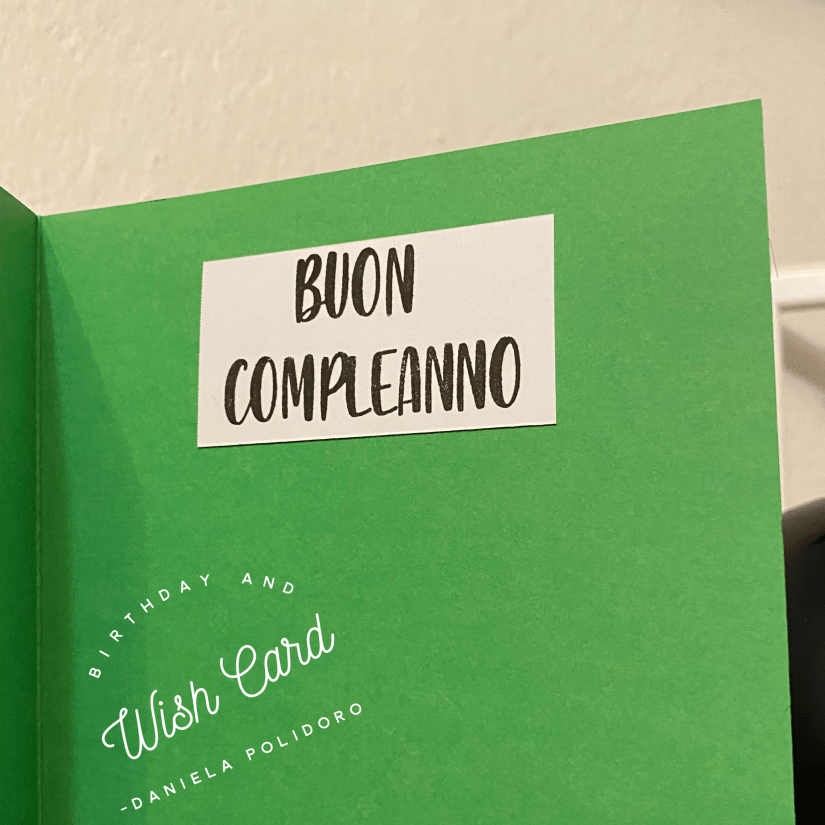 BUON
COMPLEANNO
BIRTHDAY AND
Wish Card
-DANIELA POLIDORO